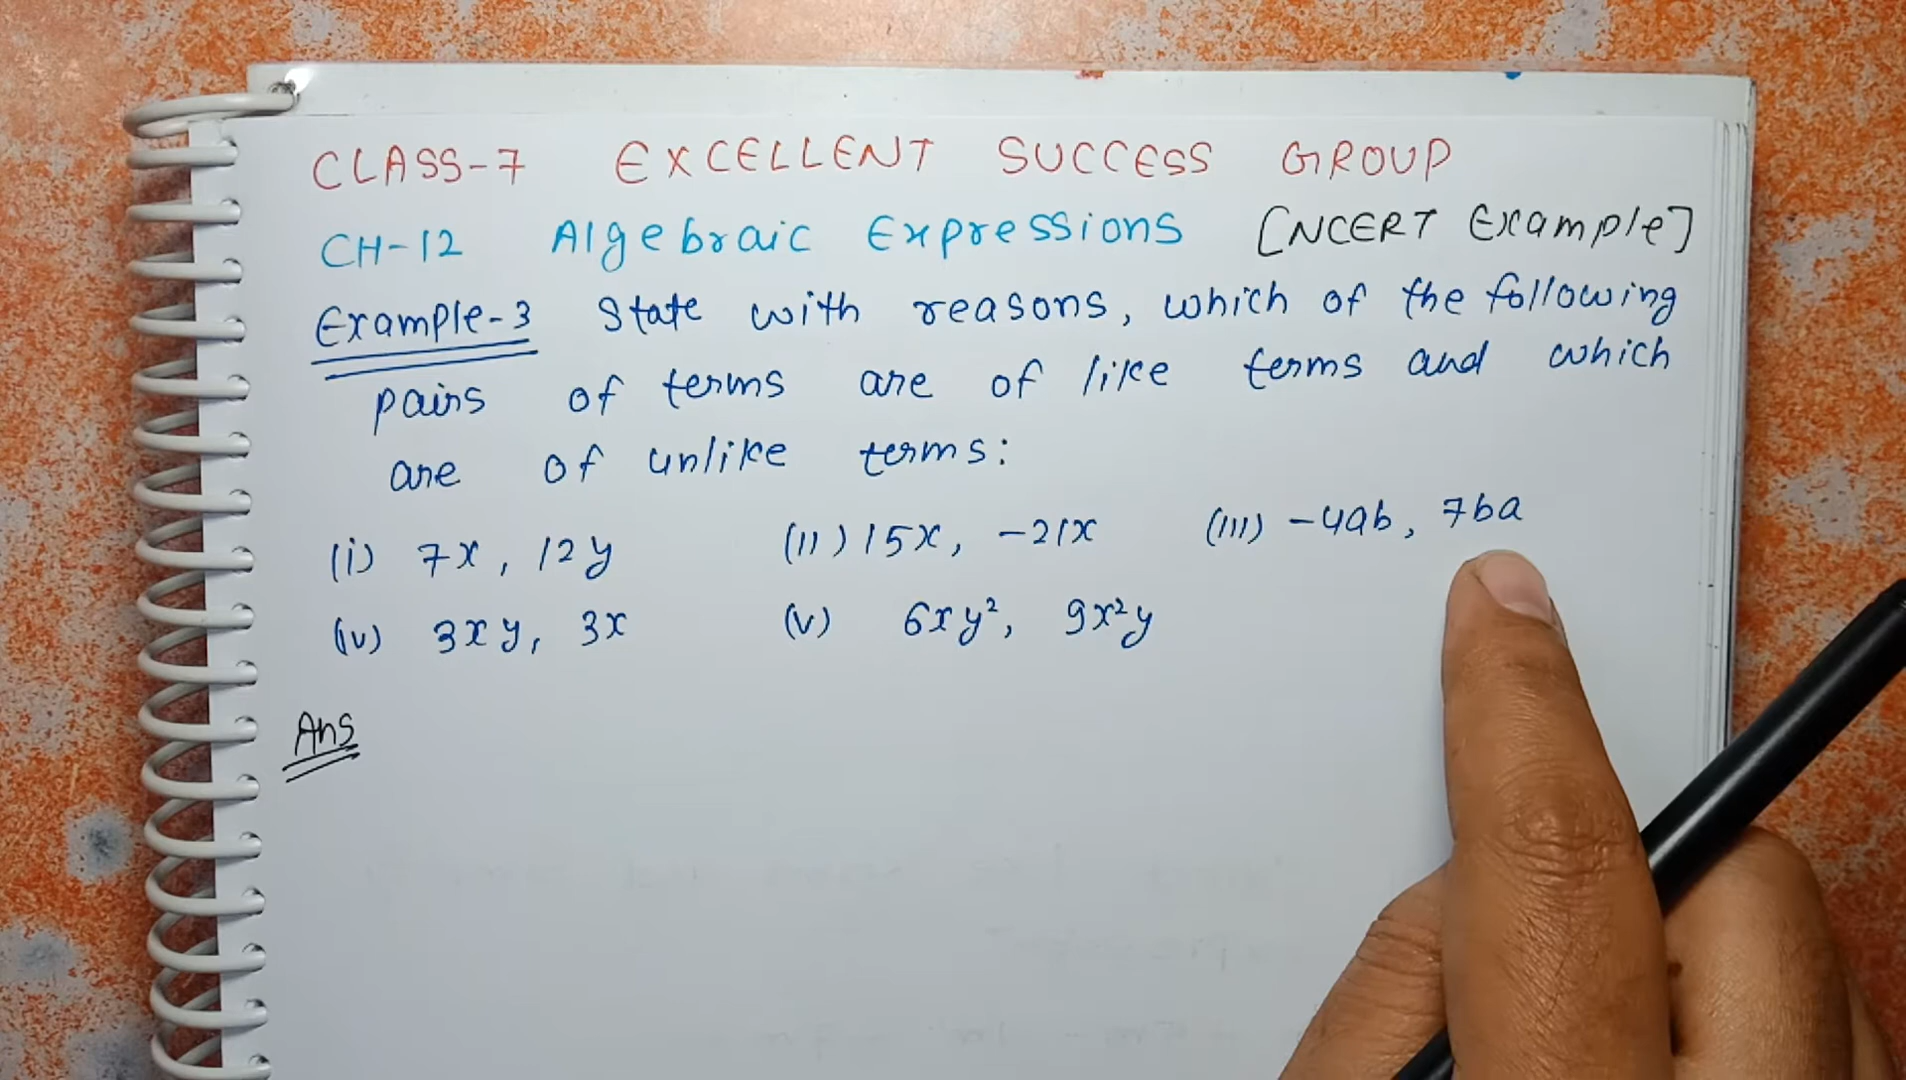 CLASS-7 EXCELLENT SUCCESS GROUP
CH-12 Algebraic Expressions [NCERT Example]
Example-3 State with reasons, which of the following
pairs of terms are of like terms and which
are of unlike terms:
(i) 7x, 12y (ii) 15x, -21x (iii) -4ab, 7ba
(iv) 3xy, 3x (v) 6xy², 9x²y
Ans